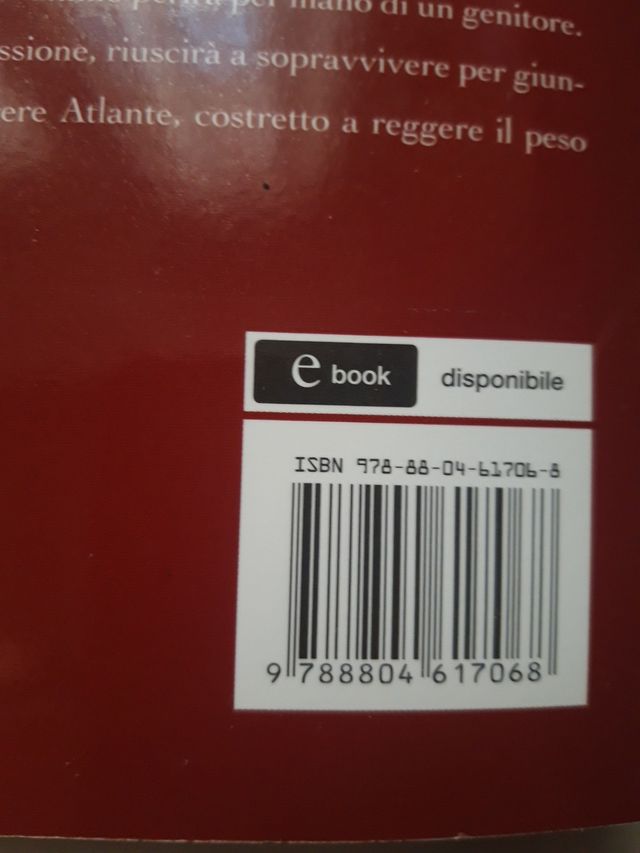 mano di un genitore.
ssione, riuscirà a sopravvivere per giun-
ere Atlante, costretto a reggere il peso
e book disponibile
ISBN 978-88-04-61706-8
9 788804 617068